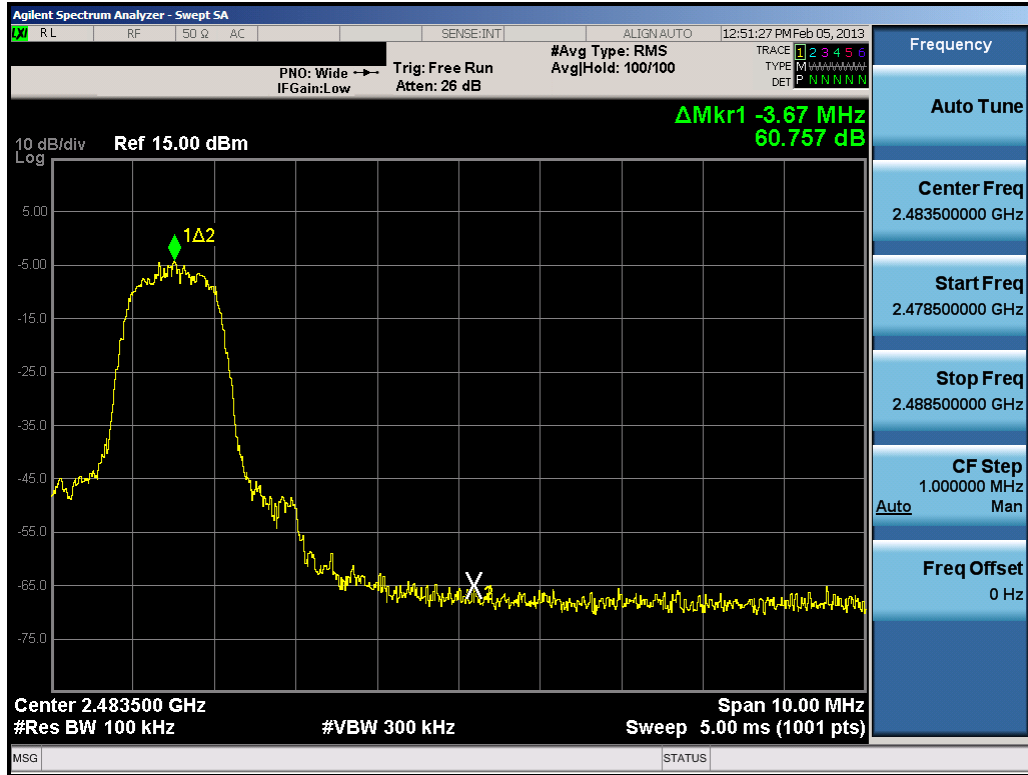 Agilent Spectrum Analyzer - Swept SA
LXI RL RF 50 Ω AC SENSE:INT ALIGN AUTO 12:51:27 PM Feb 05, 2013
PNO: Wide
IFGain:Low
Trig: Free Run
Atten: 26 dB
#Avg Type: RMS
Avg|Hold: 100/100
TRACE 1 2 3 4 5 6
TYPE M
DET P N N N N N
ΔMkr1 -3.67 MHz
60.757 dB
10 dB/div Ref 15.00 dBm
Log
5.00
1Δ2
-5.00
-15.0
-25.0
-35.0
-45.0
-55.0
-65.0
X2
-75.0
Center 2.483500 GHz Span 10.00 MHz
#Res BW 100 kHz #VBW 300 kHz Sweep 5.00 ms (1001 pts)
MSG STATUS
Frequency
Auto Tune
Center Freq
2.483500000 GHz
Start Freq
2.478500000 GHz
Stop Freq
2.488500000 GHz
CF Step
1.000000 MHz
Auto Man
Freq Offset
0 Hz